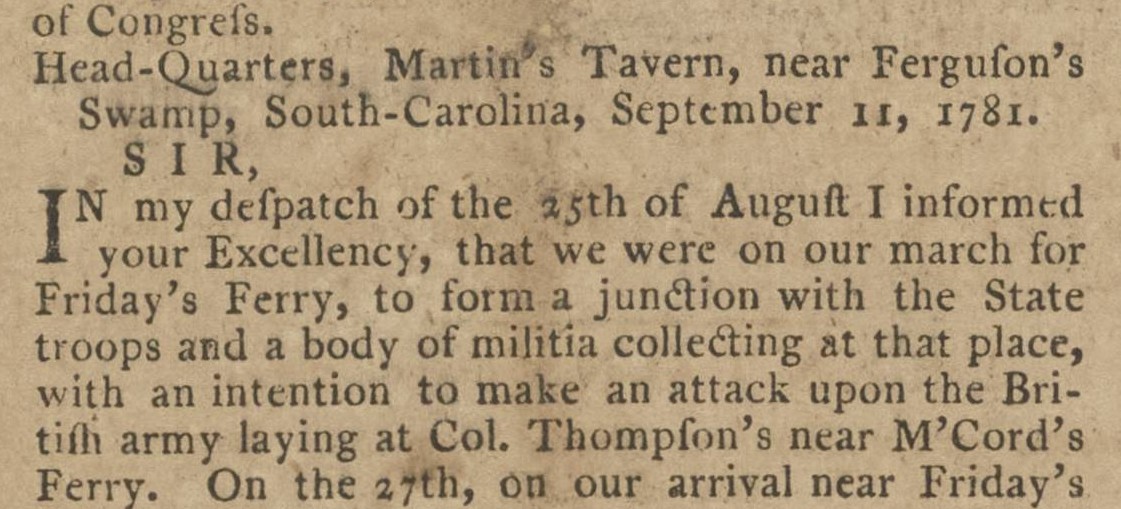 of Congreſs.
Head-Quarters, Martin's Tavern, near Ferguſon's
Swamp, South-Carolina, September 11, 1781.
S I R,
IN my deſpatch of the 25th of Auguſt I informed
your Excellency, that we were on our march for
Friday's Ferry, to form a junction with the State
troops and a body of militia collecting at that place,
with an intention to make an attack upon the Bri-
tiſh army laying at Col. Thompſon's near M'Cord's
Ferry. On the 27th, on our arrival near Friday's